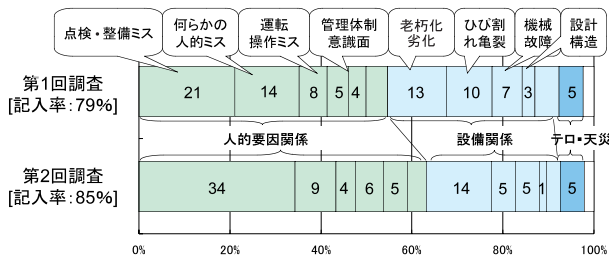 点検・整備ミス
何らかの
人的ミス
運転
操作ミス
管理体制
意識面
老朽化
劣化
ひび割
れ亀裂
機械
故障
設計
構造
第1回調査
[記入率:79%]
21 14 8 5 4 13 10 7 3 5
人的要因関係 設備関係 テロ・天災
第2回調査
[記入率:85%]
34 9 4 6 5 14 5 5 1 5
0% 20% 40% 60% 80% 100%